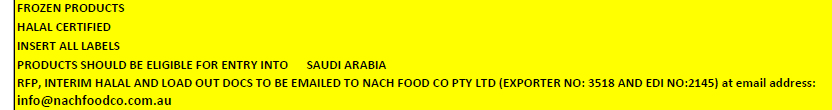 FROZEN PRODUCTS
HALAL CERTIFIED
INSERT ALL LABELS
PRODUCTS SHOULD BE ELIGIBLE FOR ENTRY INTO SAUDI ARABIA
RFP, INTERIM HALAL AND LOAD OUT DOCS TO BE EMAILED TO NACH FOOD CO PTY LTD (EXPORTER NO: 3518 AND EDI NO:2145) at email address:
info@nachfoodco.com.au